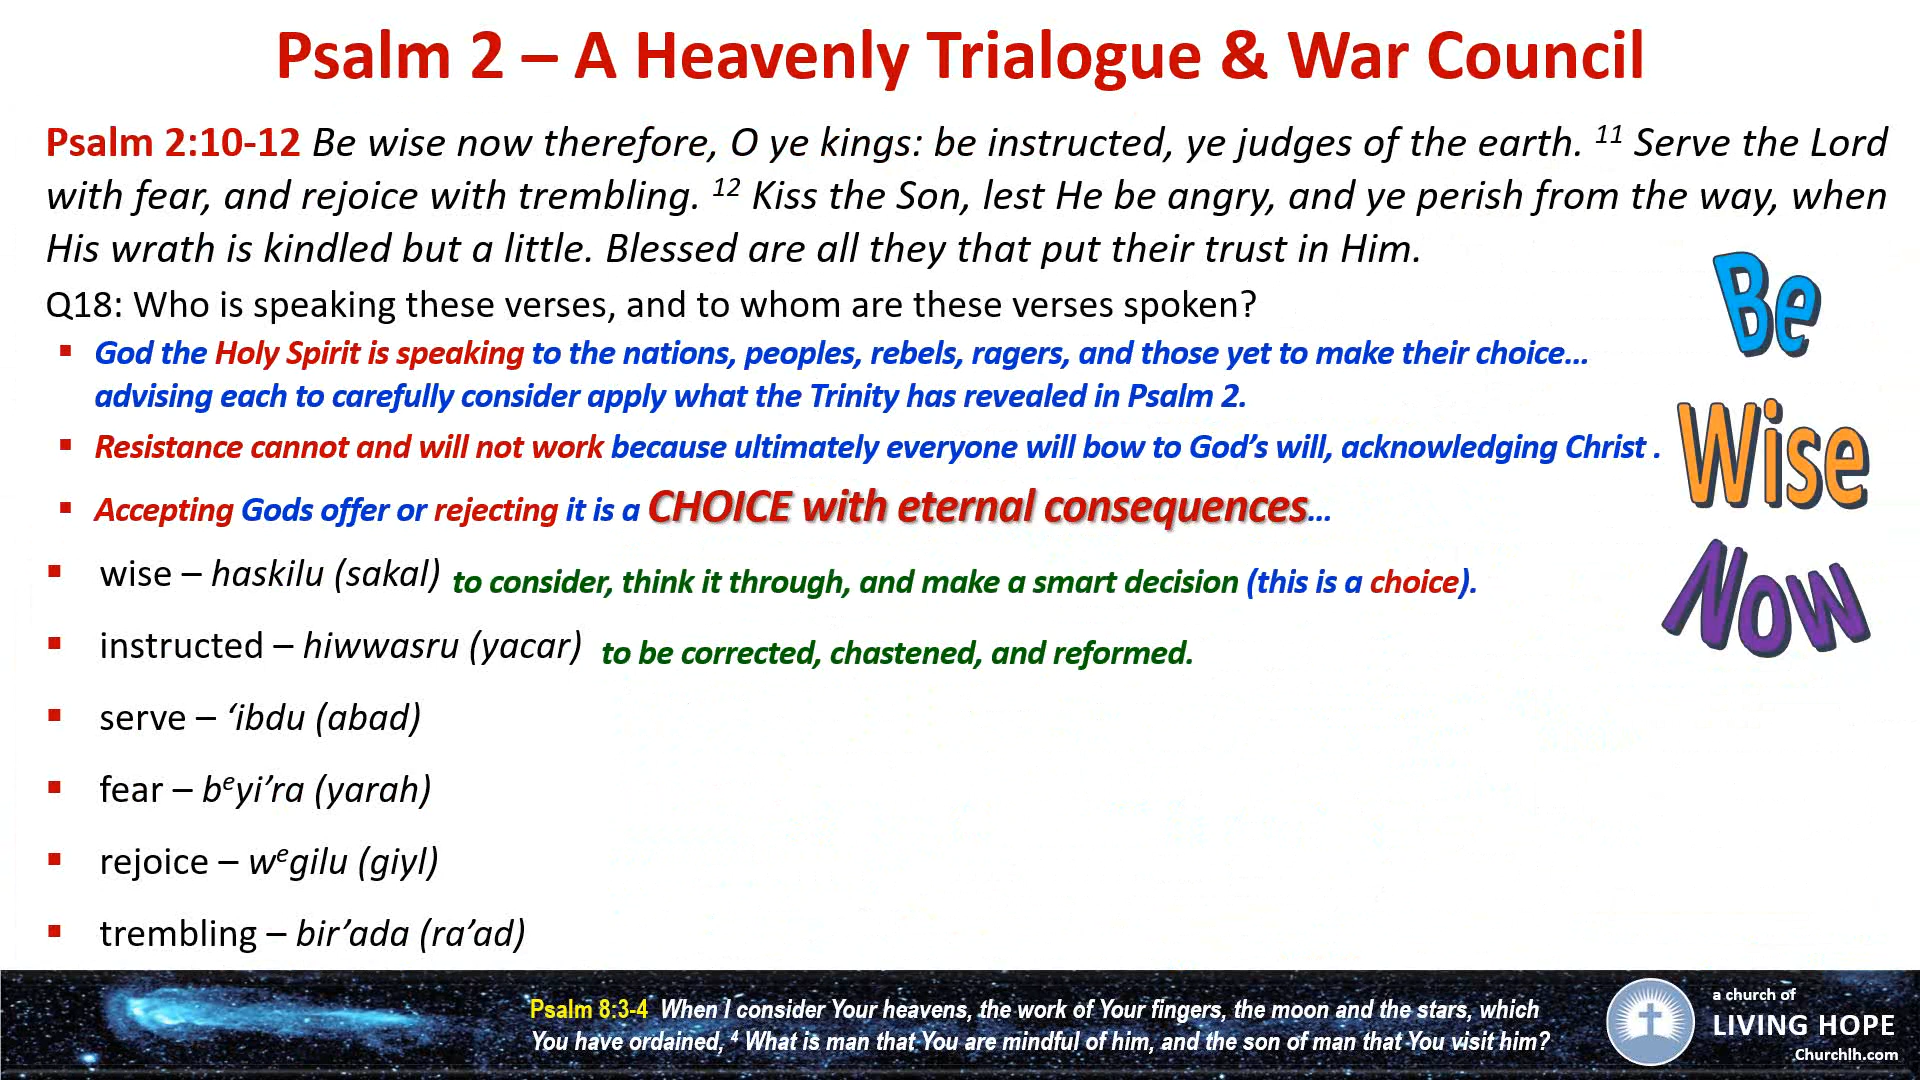 Psalm 2 – A Heavenly Trialogue & War Council
Psalm 2:10-12 Be wise now therefore, O ye kings: be instructed, ye judges of the earth. 11 Serve the Lord
with fear, and rejoice with trembling. 12 Kiss the Son, lest He be angry, and ye perish from the way, when
His wrath is kindled but a little. Blessed are all they that put their trust in Him.
Q18: Who is speaking these verses, and to whom are these verses spoken?
▪ God the Holy Spirit is speaking to the nations, peoples, rebels, ragers, and those yet to make their choice…
advising each to carefully consider apply what the Trinity has revealed in Psalm 2.
▪ Resistance cannot and will not work because ultimately everyone will bow to God’s will, acknowledging Christ .
▪ Accepting Gods offer or rejecting it is a CHOICE with eternal consequences…
▪ wise – haskilu (sakal) to consider, think it through, and make a smart decision (this is a choice).
▪ instructed – hiwwasru (yacar) to be corrected, chastened, and reformed.
▪ serve – ‘ibdu (abad)
▪ fear – beyi’ra (yarah)
▪ rejoice – wegilu (giyl)
▪ trembling – bir’ada (ra’ad)
Be
Wise
Now
Psalm 8:3-4 When I consider Your heavens, the work of Your fingers, the moon and the stars, which
You have ordained, 4 What is man that You are mindful of him, and the son of man that You visit him?
a church of
LIVING HOPE
Churchlh.com